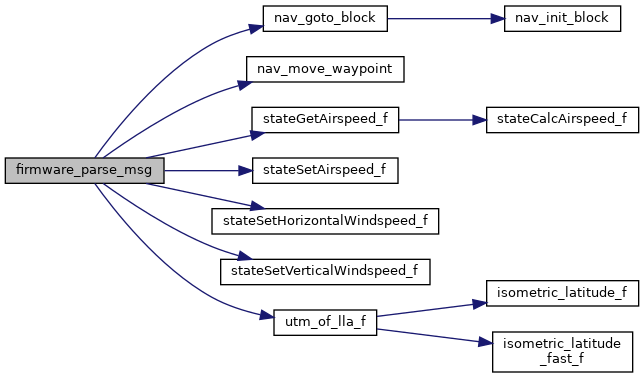 nav_goto_block
nav_init_block
nav_move_waypoint
stateGetAirspeed_f
stateCalcAirspeed_f
firmware_parse_msg
stateSetAirspeed_f
stateSetHorizontalWindspeed_f
stateSetVerticalWindspeed_f
utm_of_lla_f
isometric_latitude_f
isometric_latitude
_fast_f